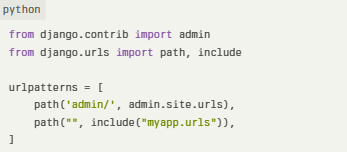 python
from django.contrib import admin
from django.urls import path, include
urlpatterns = [
    path('admin/', admin.site.urls),
    path("", include("myapp.urls")),
]